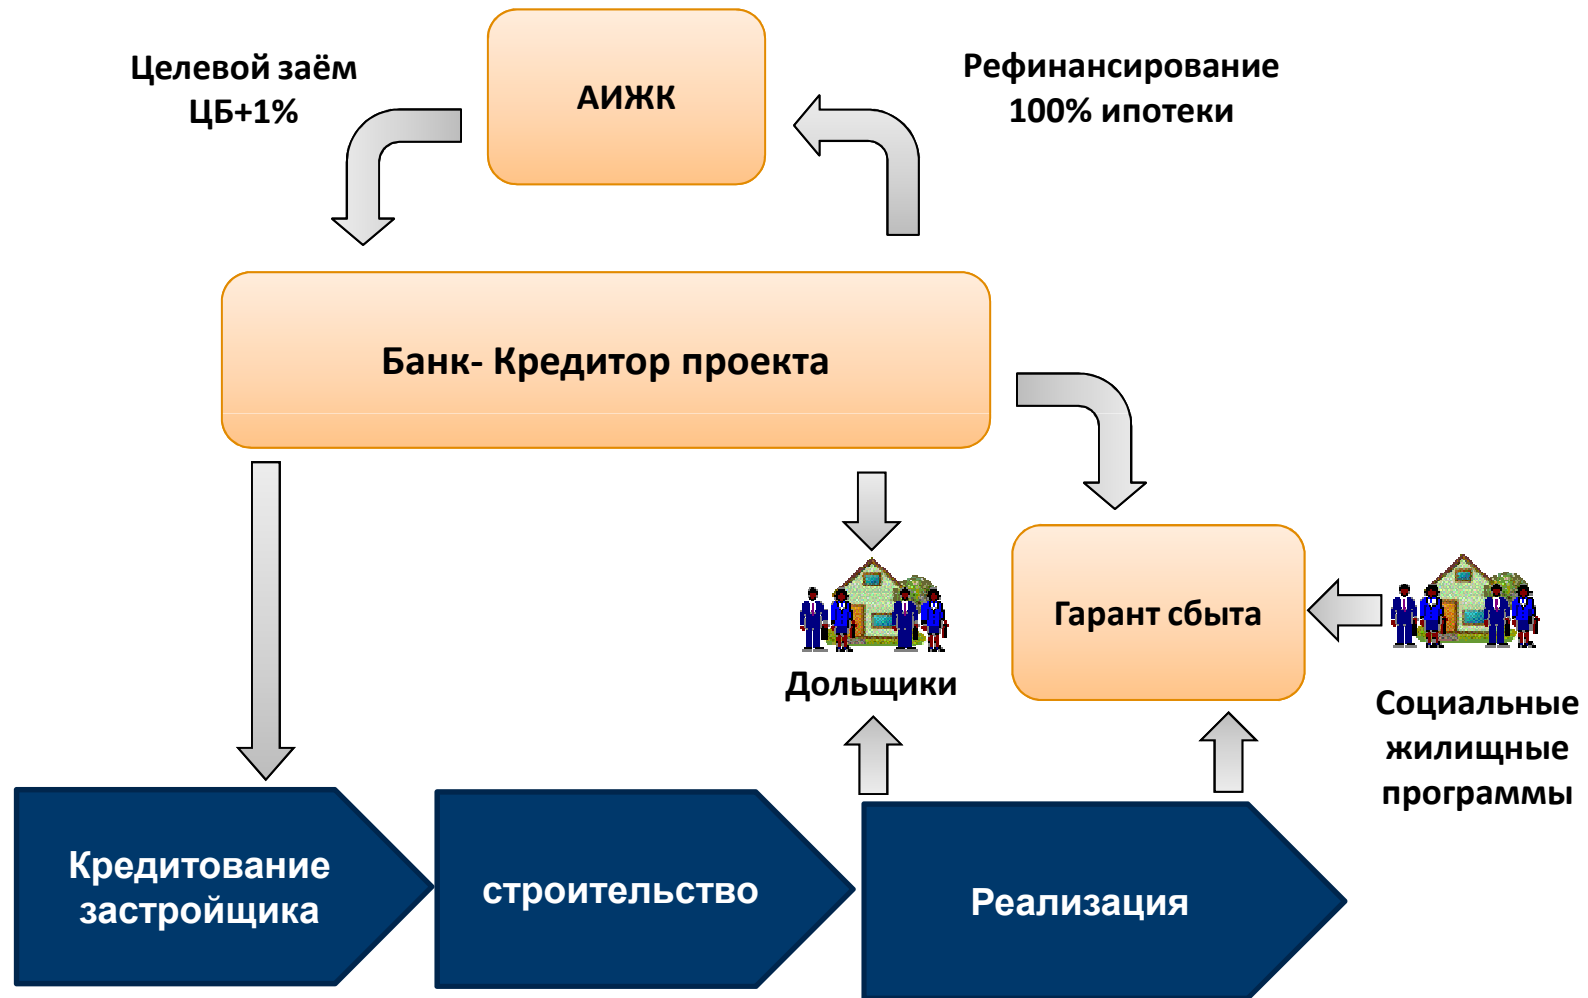 Целевой заём
ЦБ+1%
АИЖК
Рефинансирование
100% ипотеки
Банк- Кредитор проекта
Гарант сбыта
Дольщики
Социальные
жилищные
программы
Кредитование
застройщика
строительство
Реализация